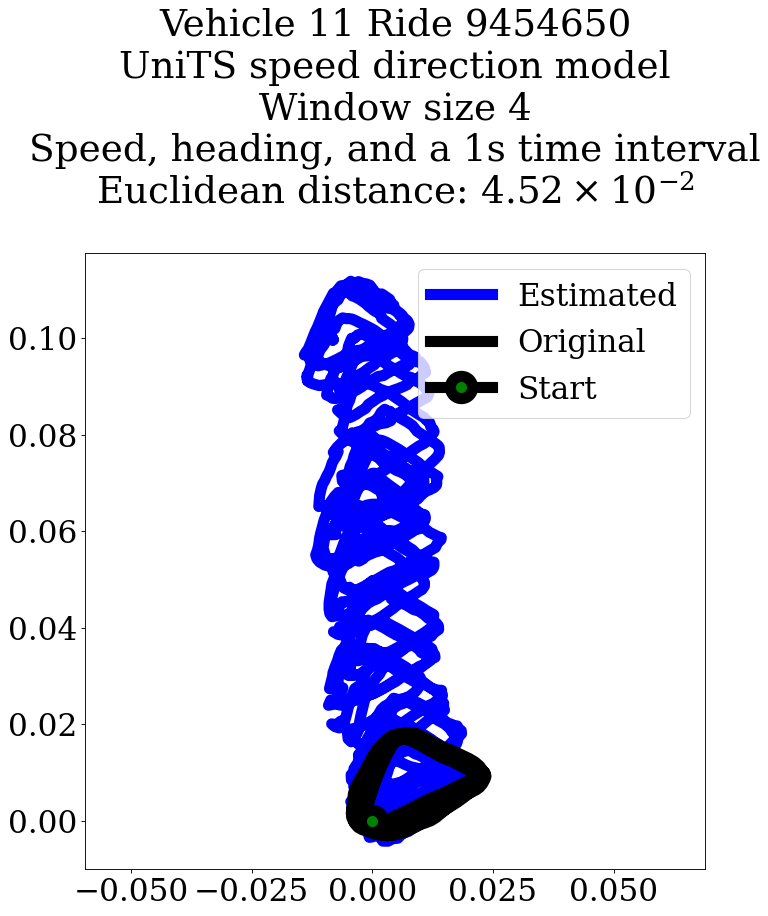 Vehicle 11 Ride 9454650
UniTS speed direction model
Window size 4
Speed, heading, and a 1s time interval
Euclidean distance: 4.52 × 10⁻²
Estimated
Original
Start
0.10
0.08
0.06
0.04
0.02
0.00
−0.050 −0.025 0.000 0.025 0.050